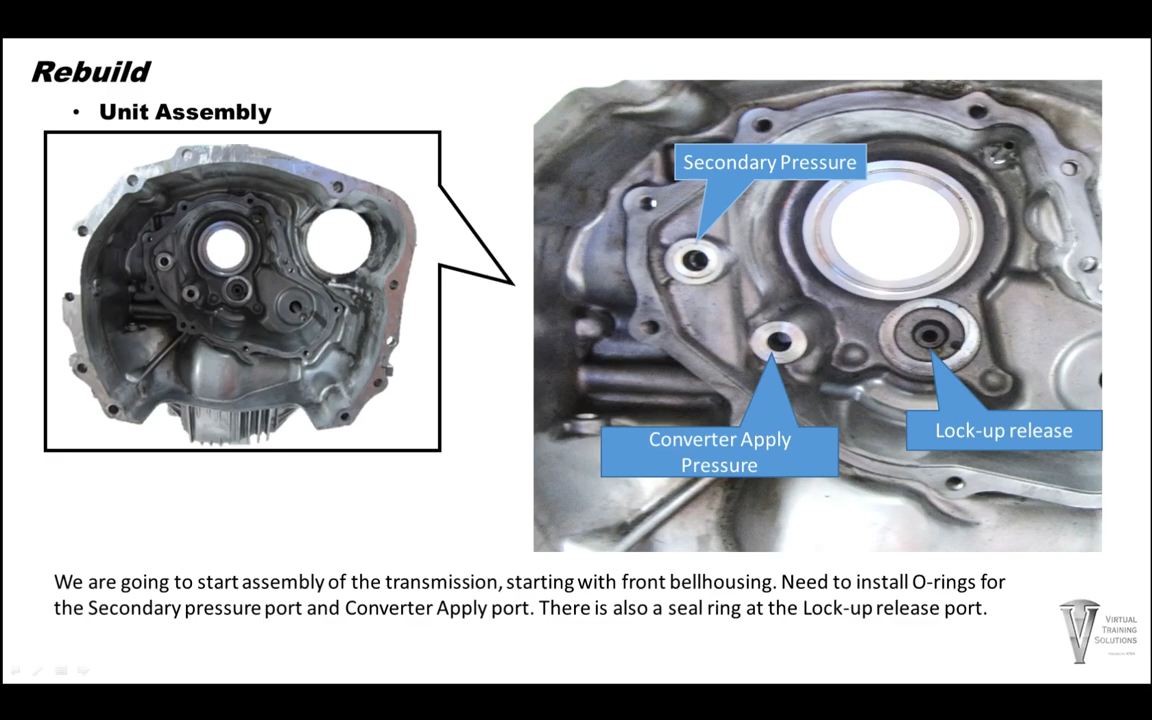 Rebuild
• Unit Assembly
Secondary Pressure
Converter Apply
Pressure
Lock-up release
We are going to start assembly of the transmission, starting with front bellhousing. Need to install O-rings for
the Secondary pressure port and Converter Apply port. There is also a seal ring at the Lock-up release port.
VIRTUAL
TRAINING
SOLUTIONS